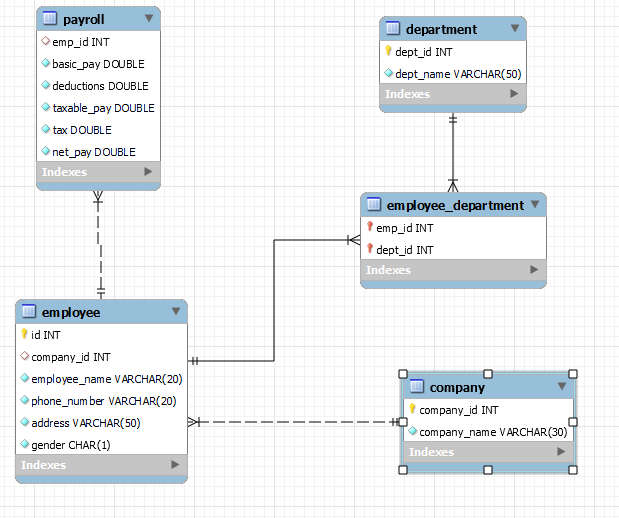 payroll
emp_id INT
basic_pay DOUBLE
deductions DOUBLE
taxable_pay DOUBLE
tax DOUBLE
net_pay DOUBLE
Indexes
department
dept_id INT
dept_name VARCHAR(50)
Indexes
employee_department
emp_id INT
dept_id INT
Indexes
employee
id INT
company_id INT
employee_name VARCHAR(20)
phone_number VARCHAR(20)
address VARCHAR(50)
gender CHAR(1)
Indexes
company
company_id INT
company_name VARCHAR(30)
Indexes